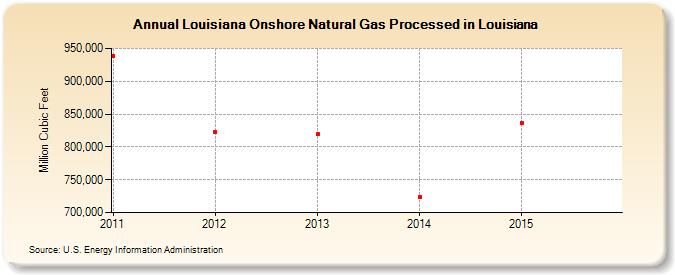 Annual Louisiana Onshore Natural Gas Processed in Louisiana
Million Cubic Feet
950,000
900,000
850,000
800,000
750,000
700,000
2011 2012 2013 2014 2015
Source: U.S. Energy Information Administration